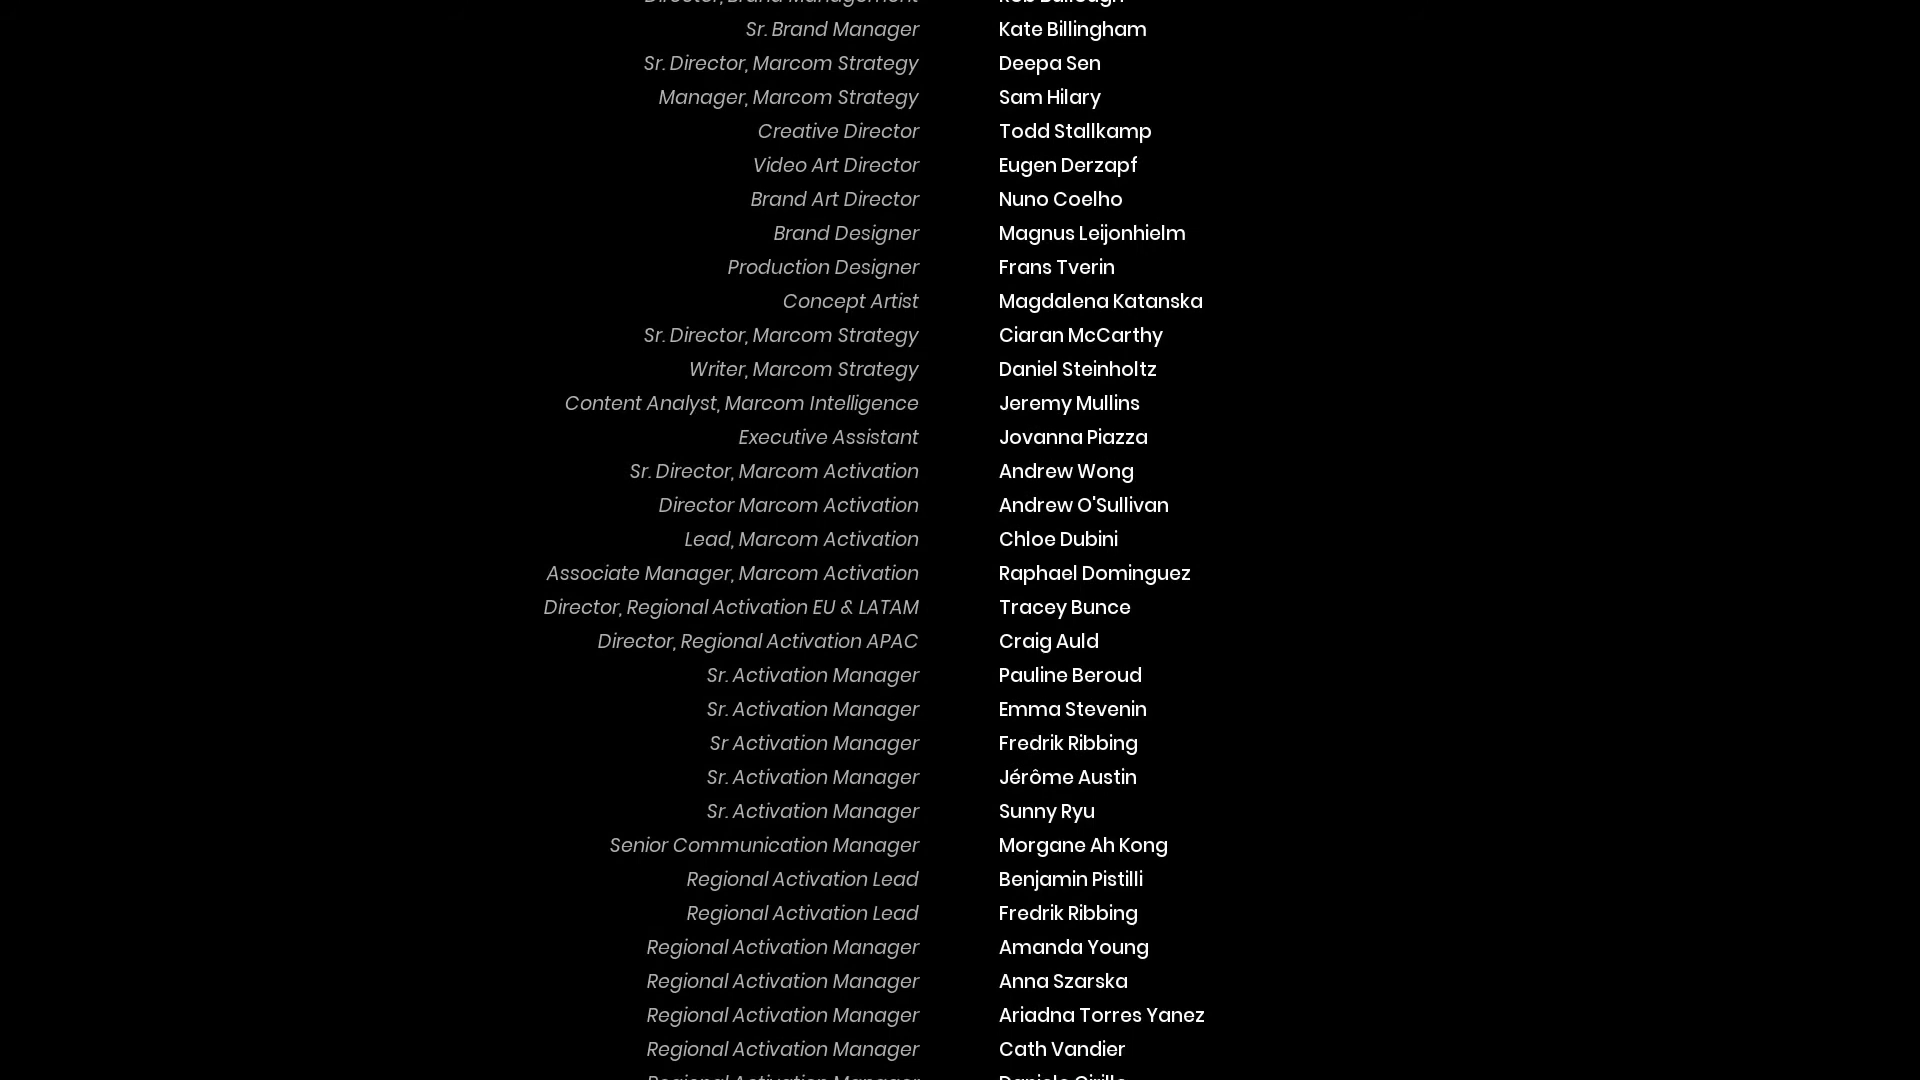 Sr. Brand Manager Kate Billingham
Sr. Director, Marcom Strategy Deepa Sen
Manager, Marcom Strategy Sam Hilary
Creative Director Todd Stallkamp
Video Art Director Eugen Derzapf
Brand Art Director Nuno Coelho
Brand Designer Magnus Leijonhielm
Production Designer Frans Tverin
Concept Artist Magdalena Katanska
Sr. Director, Marcom Strategy Ciaran McCarthy
Writer, Marcom Strategy Daniel Steinholtz
Content Analyst, Marcom Intelligence Jeremy Mullins
Executive Assistant Jovanna Piazza
Sr. Director, Marcom Activation Andrew Wong
Director Marcom Activation Andrew O'Sullivan
Lead, Marcom Activation Chloe Dubini
Associate Manager, Marcom Activation Raphael Dominguez
Director, Regional Activation EU & LATAM Tracey Bunce
Director, Regional Activation APAC Craig Auld
Sr. Activation Manager Pauline Beroud
Sr. Activation Manager Emma Stevenin
Sr Activation Manager Fredrik Ribbing
Sr. Activation Manager Jérôme Austin
Sr. Activation Manager Sunny Ryu
Senior Communication Manager Morgane Ah Kong
Regional Activation Lead Benjamin Pistilli
Regional Activation Lead Fredrik Ribbing
Regional Activation Manager Amanda Young
Regional Activation Manager Anna Szarska
Regional Activation Manager Ariadna Torres Yanez
Regional Activation Manager Cath Vandier